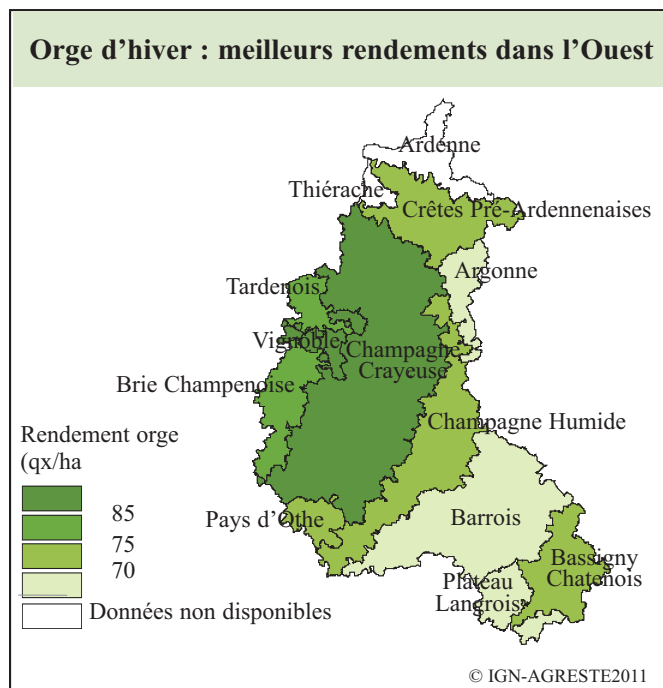 Orge d’hiver : meilleurs rendements dans l’Ouest
Ardenne
Thiérache
Crêtes Pré-Ardennenaises
Argonne
Tardenois
Vignoble
Champagne
Crayeuse
Brie Champenoise
Champagne Humide
Rendement orge
(qx/ha
85
75
70
Données non disponibles
Pays d’Othe
Barrois
Bassigny
Chatenois
Plateau
Langrois
© IGN-AGRESTE2011